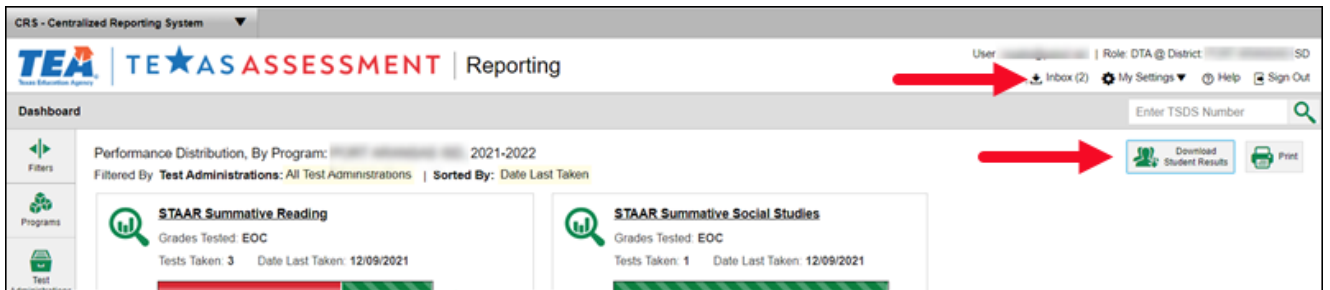 CRS - Centralized Reporting System
TEA
Texas Education Agency
TEXAS ASSESSMENT | Reporting
User | Role: DTA @ District: SD
Inbox (2) My Settings Help Sign Out
Dashboard
Enter TSDS Number
Filters
Programs
Test
Administrations
Performance Distribution, By Program: 2021-2022
Filtered By Test Administrations: All Test Administrations | Sorted By: Date Last Taken
Download
Student Results
Print
STAAR Summative Reading
Grades Tested: EOC
Tests Taken: 3 Date Last Taken: 12/09/2021
STAAR Summative Social Studies
Grades Tested: EOC
Tests Taken: 1 Date Last Taken: 12/09/2021